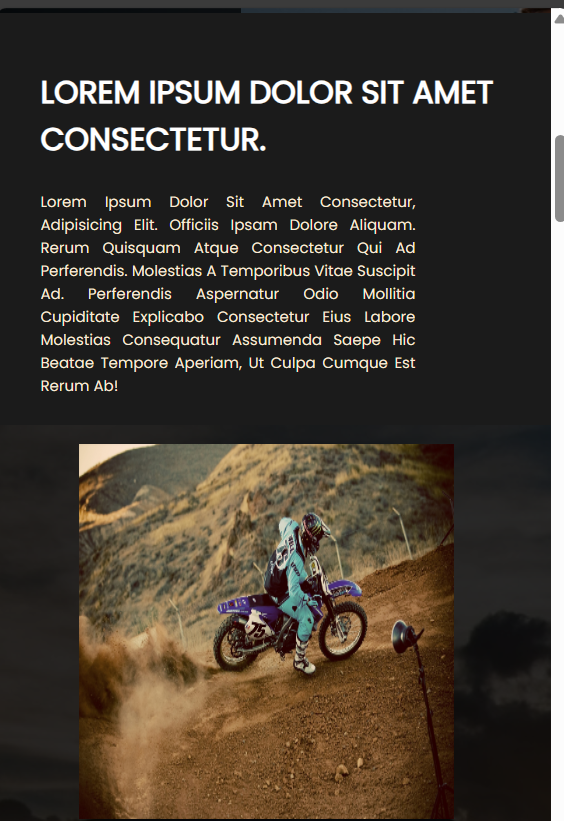 LOREM IPSUM DOLOR SIT AMET
CONSECTETUR.
Lorem Ipsum Dolor Sit Amet Consectetur,
Adipisicing Elit. Officiis Ipsam Dolore Aliquam.
Rerum Quisquam Atque Consectetur Qui Ad
Perferendis. Molestias A Temporibus Vitae Suscipit
Ad. Perferendis Aspernatur Odio Mollitia
Cupiditate Explicabo Consectetur Eius Labore
Molestias Consequatur Assumenda Saepe Hic
Beatae Tempore Aperiam, Ut Culpa Cumque Est
Rerum Ab!
75